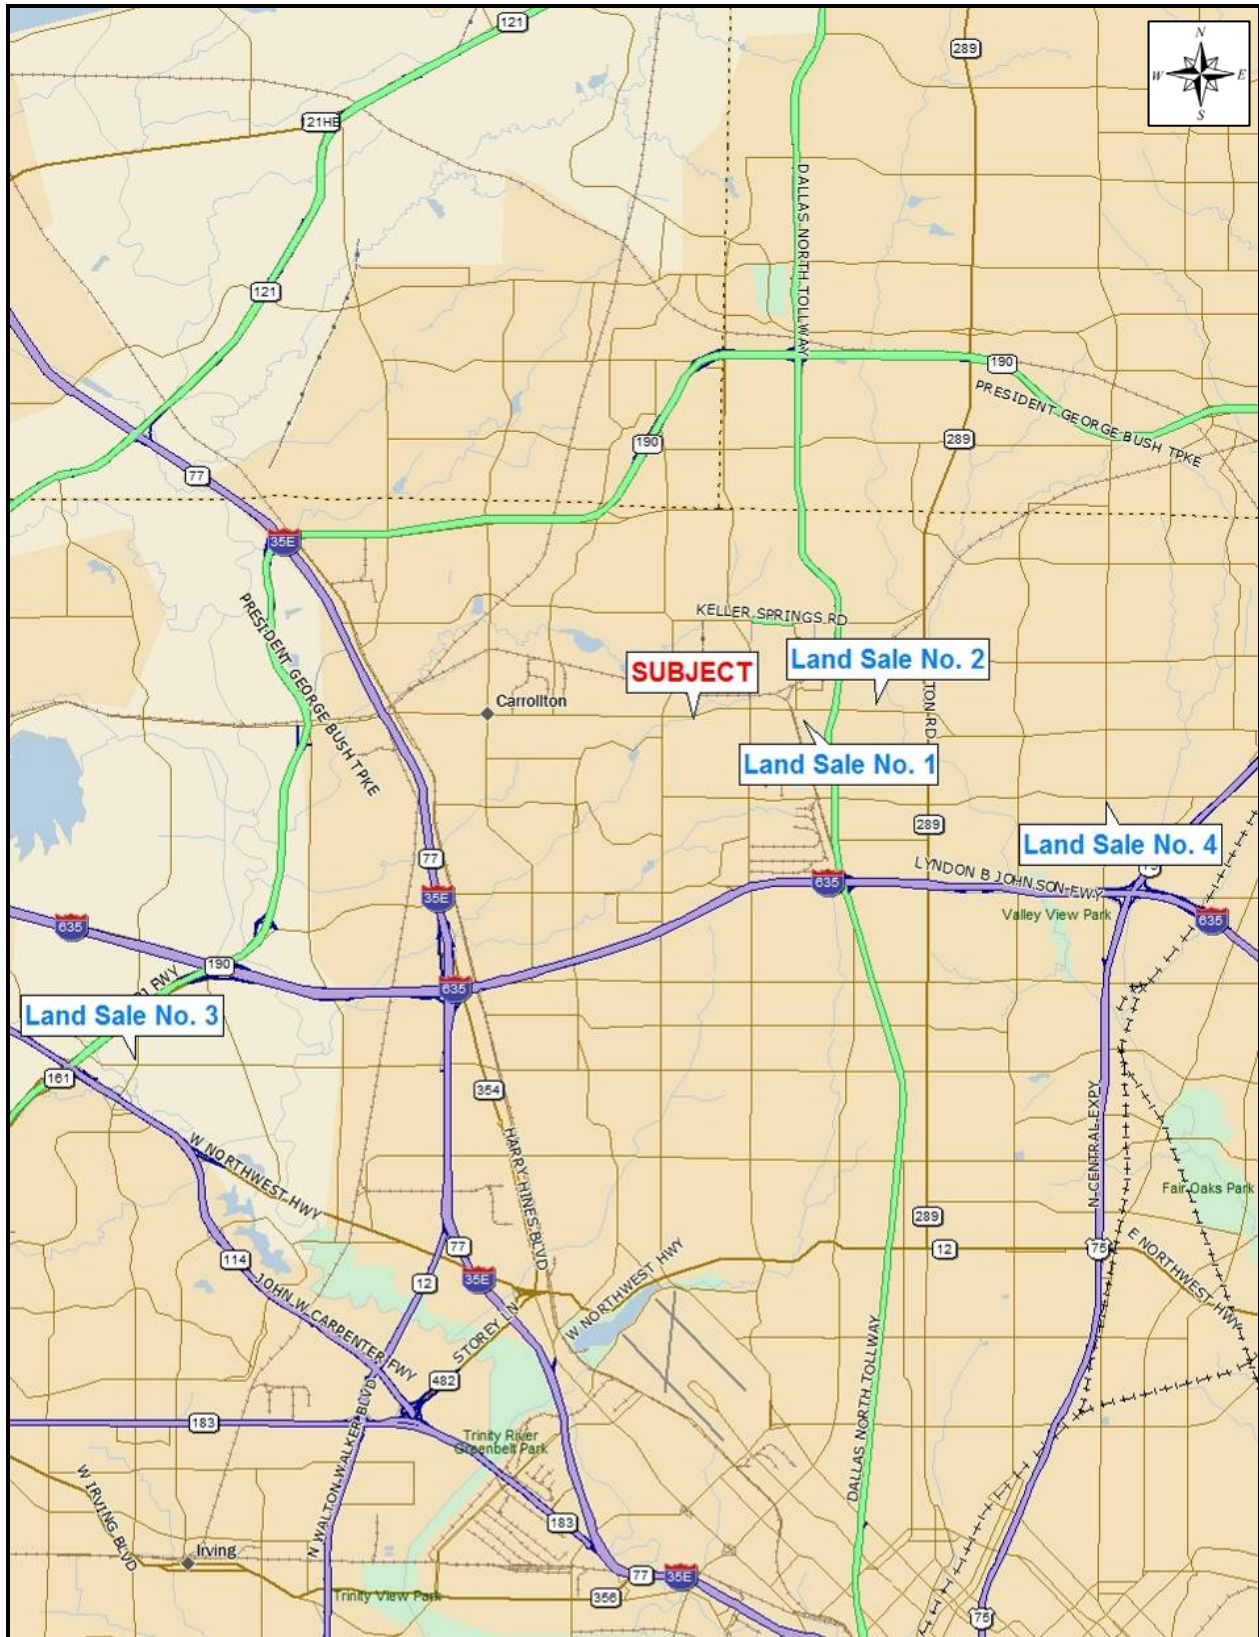 121
289
N
W E
S
121HB
DALLAS NORTH TOLLWAY
121
190
PRESIDENT GEORGE BUSH TPKE
289
190
77
35E
PRESIDENT GEORGE BUSH TPKE
KELLER SPRINGS RD
SUBJECT
Land Sale No. 2
TON RD
Carrollton
Land Sale No. 1
289
Land Sale No. 4
77
35E
635
LYNDON B JOHNSON FWY
Valley View Park
635
635
190
FWY
635
Land Sale No. 3
161
354
HARRY HINES BLVD
N CENTRAL EXPY
W NORTHWEST HWY
Fair Oaks Park
289
12
75
E NORTHWEST HWY
77
114
12
35E
JOHN W CARPENTER FWY
STOREY LN
W NORTHWEST HWY
482
DALLAS NORTH TOLLWAY
183
N WALTON WALKER BLVD
Trinity River
Greenbelt Park
W IRVING BLVD
183
Irving
77
35E
Trinity View Park
356
75